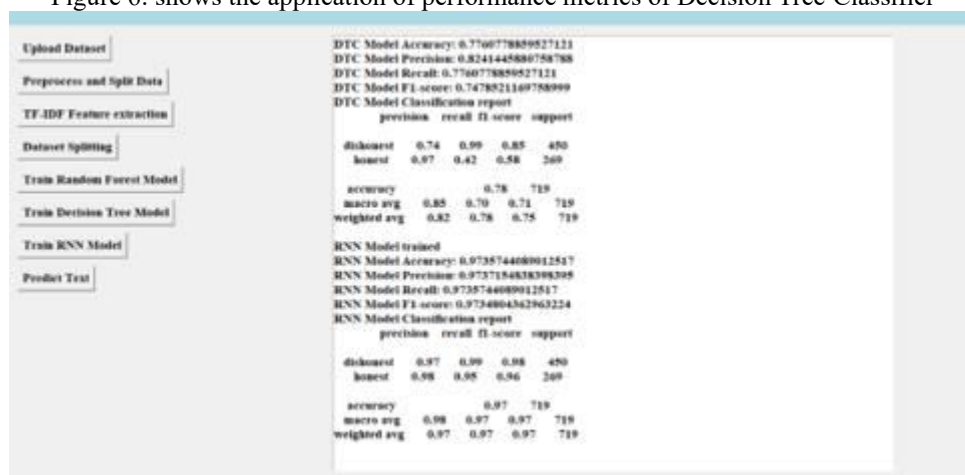 Figure 6: shows the application of performance metrics of Decision Tree Classifier
Upload Dataset
Preprocess and Split Data
TF-IDF Feature extraction
Dataset Splitting
Train Random Forest Model
Train Decision Tree Model
Train RNN Model
Predict Text
DTC Model Accuracy: 0.7760778859527121
DTC Model Precision: 0.8241445880758788
DTC Model Recall: 0.7760778859527121
DTC Model F1-score: 0.7478521169758999
DTC Model Classification report
precision recall f1-score support
dishonest 0.74 0.99 0.85 450
honest 0.97 0.42 0.58 269
accuracy 0.78 719
macro avg 0.85 0.70 0.71 719
weighted avg 0.82 0.78 0.75 719
RNN Model trained
RNN Model Accuracy: 0.9735744089012517
RNN Model Precision: 0.9737154838398395
RNN Model Recall: 0.9735744089012517
RNN Model F1-score: 0.9734804362963224
RNN Model Classification report
precision recall f1-score support
dishonest 0.97 0.99 0.98 450
honest 0.98 0.95 0.96 269
accuracy 0.97 719
macro avg 0.98 0.97 0.97 719
weighted avg 0.97 0.97 0.97 719